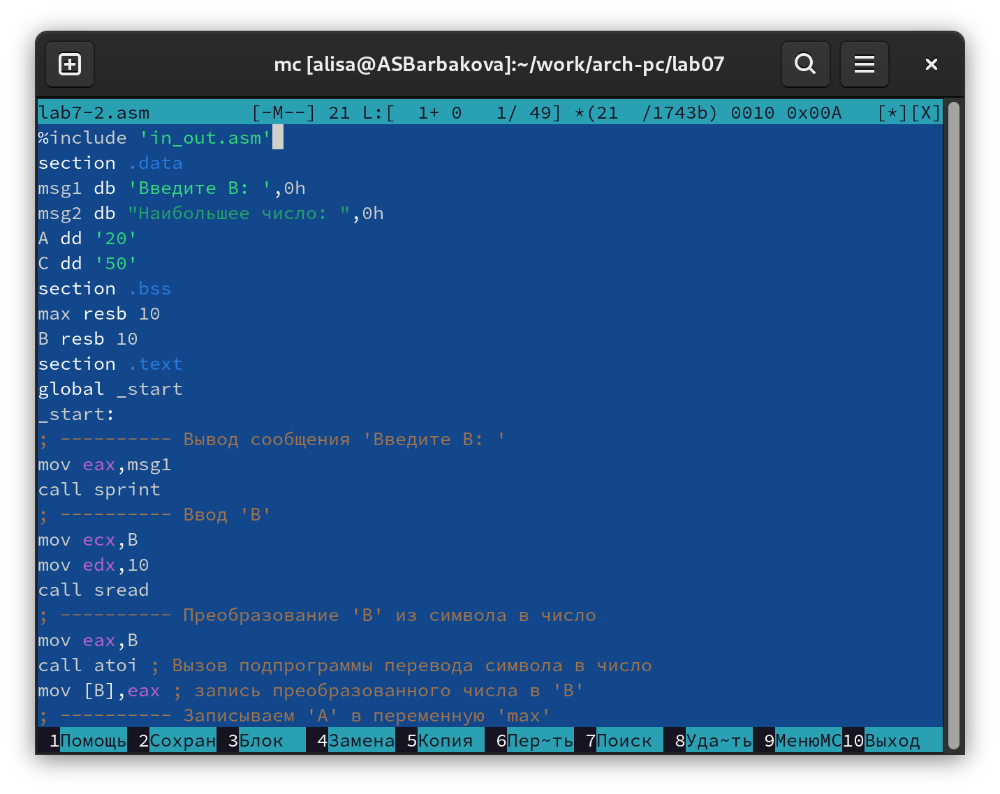 mc [alisa@ASBarbakova]:~/work/arch-pc/lab07
lab7-2.asm         [-M--] 21 L:[  1+ 0   1/ 49] *(21  /1743b) 0010 0x00A   [*][X]
%include 'in_out.asm'
section .data
msg1 db 'Введите B: ',0h
msg2 db "Наибольшее число: ",0h
A dd '20'
C dd '50'
section .bss
max resb 10
B resb 10
section .text
global _start
_start:
; ---------- Вывод сообщения 'Введите B: '
mov eax,msg1
call sprint
; ---------- Ввод 'B'
mov ecx,B
mov edx,10
call sread
; ---------- Преобразование 'B' из символа в число
mov eax,B
call atoi ; Вызов подпрограммы перевода символа в число
mov [B],eax ; запись преобразованного числа в 'B'
; ---------- Записываем 'A' в переменную 'max'
1Помощь 2Сохран 3Блок 4Замена 5Копия 6Пер~ть 7Поиск 8Уда~ть 9МенюMC 10Выход